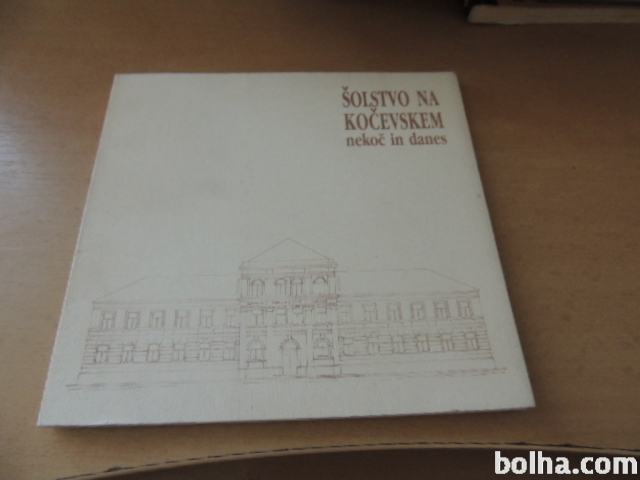 ŠOLSTVO NA
KOČEVSKEM
nekoč in danes
bolha.com